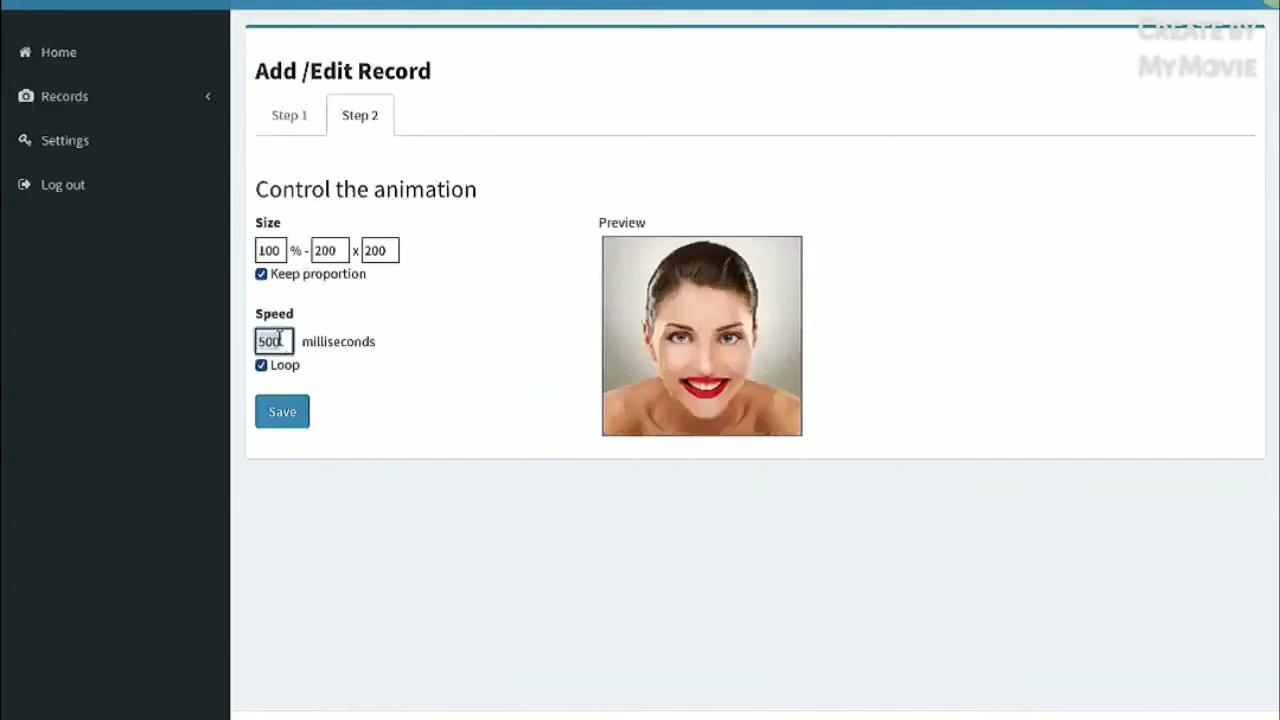 CREATE BY
MYMOVIE
Home
Records
Settings
Log out
Add /Edit Record
Step 1
Step 2
Control the animation
Size
100 % - 200 x 200
Keep proportion
Speed
500 milliseconds
Loop
Save
Preview